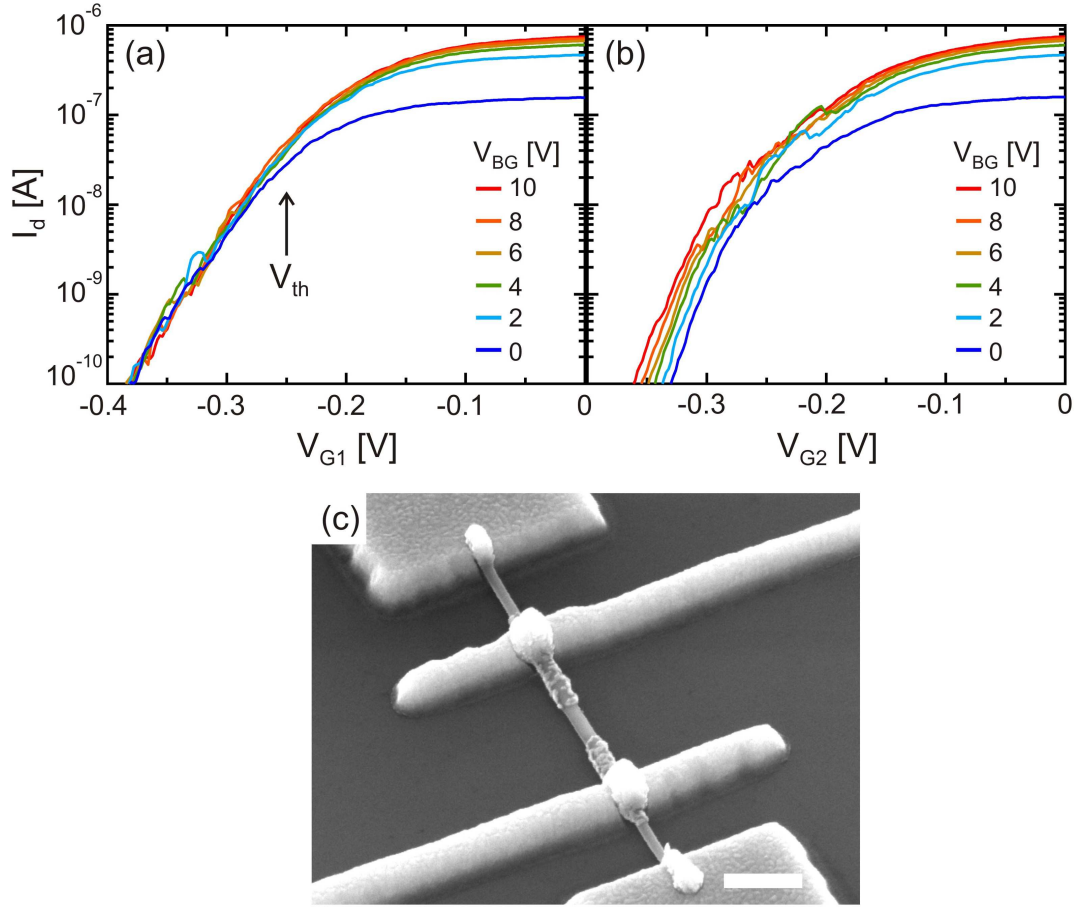 (a)
10⁻⁶
10⁻⁷
10⁻⁸
10⁻⁹
10⁻¹⁰
I_d [A]
V_BG [V]
10
8
6
4
2
0
V_th
-0.4
-0.3
-0.2
-0.1
0
V_G1 [V]
(b)
V_BG [V]
10
8
6
4
2
0
-0.3
-0.2
-0.1
0
V_G2 [V]
(c)